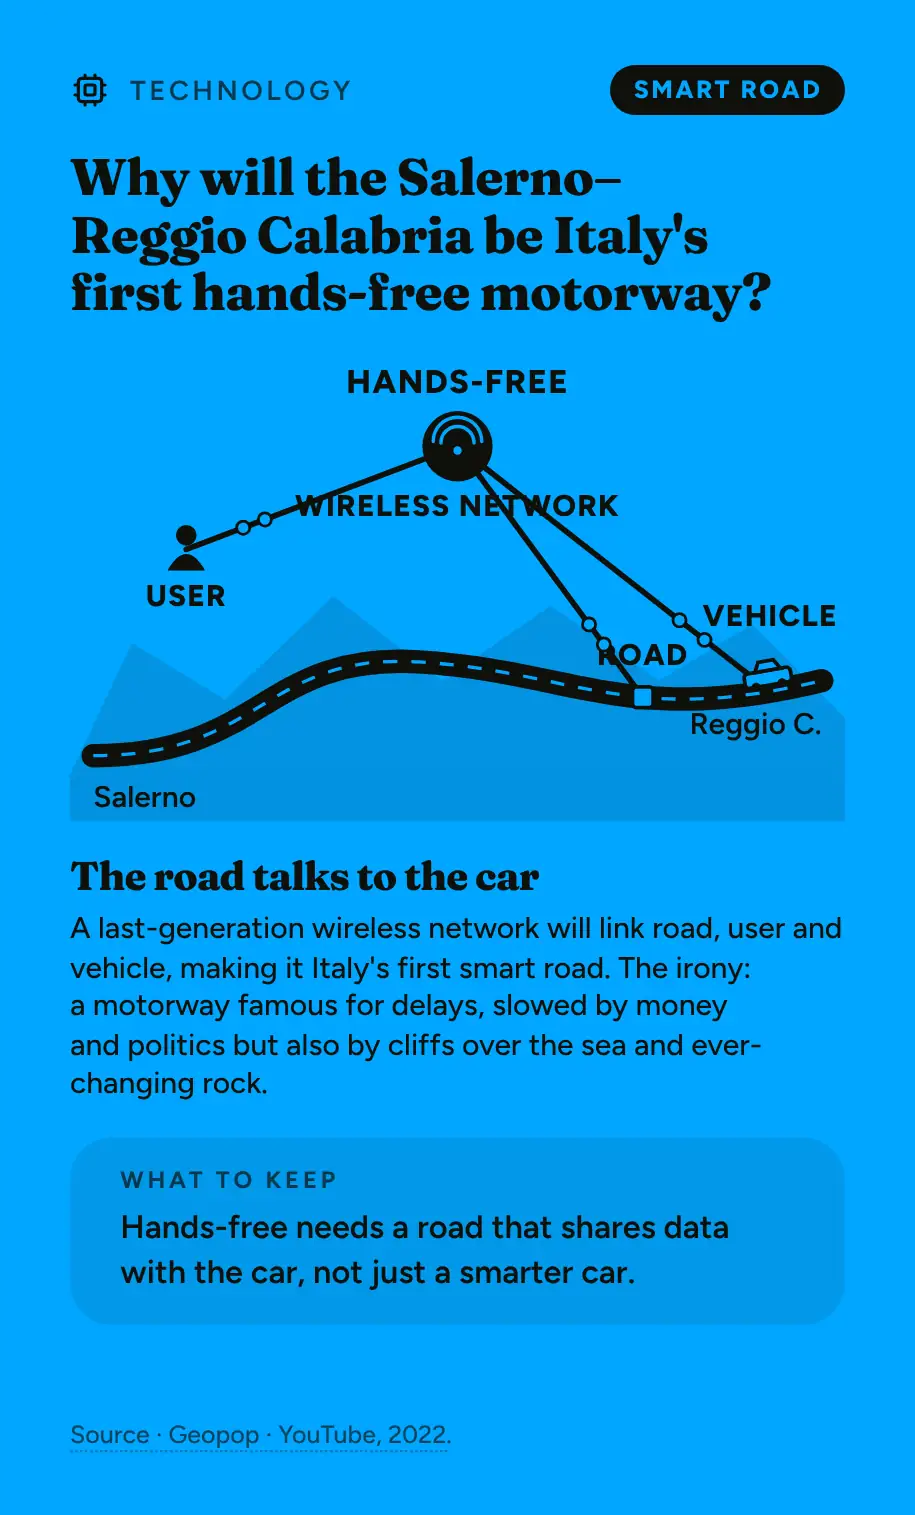 TECHNOLOGY
SMART ROAD
Why will the Salerno–
Reggio Calabria be Italy's
first hands-free motorway?
HANDS-FREE
WIRELESS NETWORK
USER
VEHICLE
ROAD
Reggio C.
Salerno
The road talks to the car
A last-generation wireless network will link road, user and
vehicle, making it Italy's first smart road. The irony:
a motorway famous for delays, slowed by money
and politics but also by cliffs over the sea and ever-
changing rock.
WHAT TO KEEP
Hands-free needs a road that shares data
with the car, not just a smarter car.
Source · Geopop · YouTube, 2022.